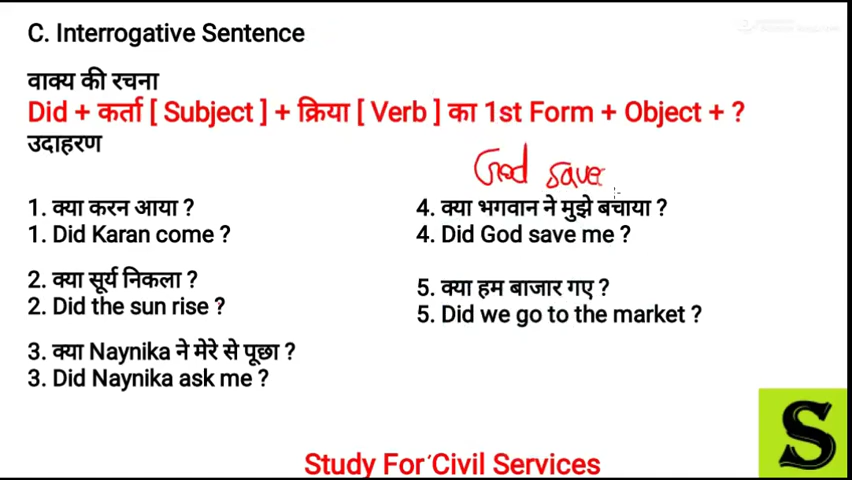 C. Interrogative Sentence
वाक्य की रचना
Did + कर्ता [ Subject ] + क्रिया [ Verb ] का 1st Form + Object + ?
उदाहरण
God save
1. क्या करन आया ?
1. Did Karan come ?
2. क्या सूर्य निकला ?
2. Did the sun rise ?
3. क्या Naynika ने मेरे से पूछा ?
3. Did Naynika ask me ?
4. क्या भगवान ने मुझे बचाया ?
4. Did God save me ?
5. क्या हम बाजार गए ?
5. Did we go to the market ?
S
Study For Civil Services